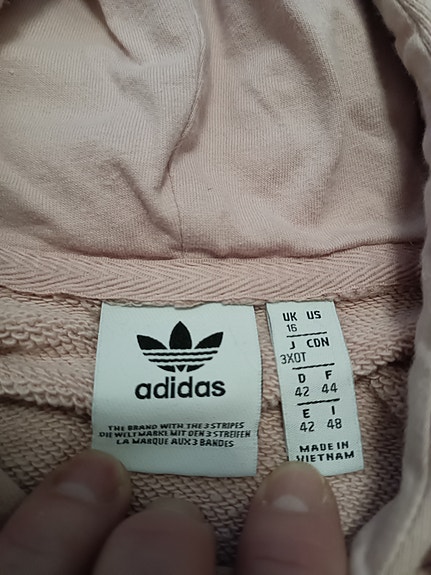 adidas
THE BRAND WITH THE 3 STRIPES
DIE WELTMARKE MIT DEN 3 STREIFEN
LA MARQUE AUX 3 BANDES
UK US
16
J CDN
3XOT
D F
42 44
E I
42 48
MADE IN
VIETNAM